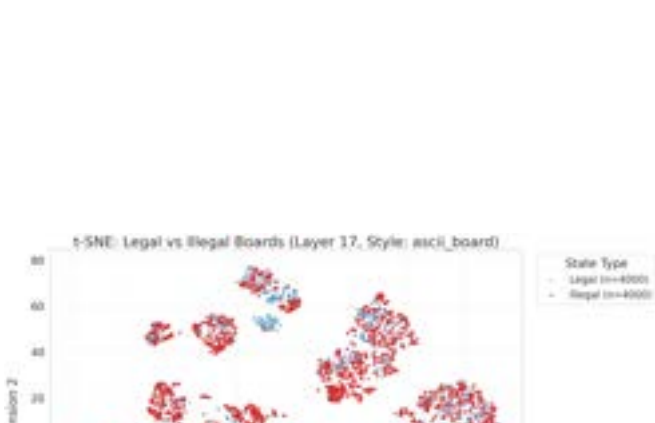 t-SNE: Legal vs Illegal Boards (Layer 17, Style: ascii_board)
State Type
Legal (n=4000)
Illegal (n=4000)
80
60
40
20